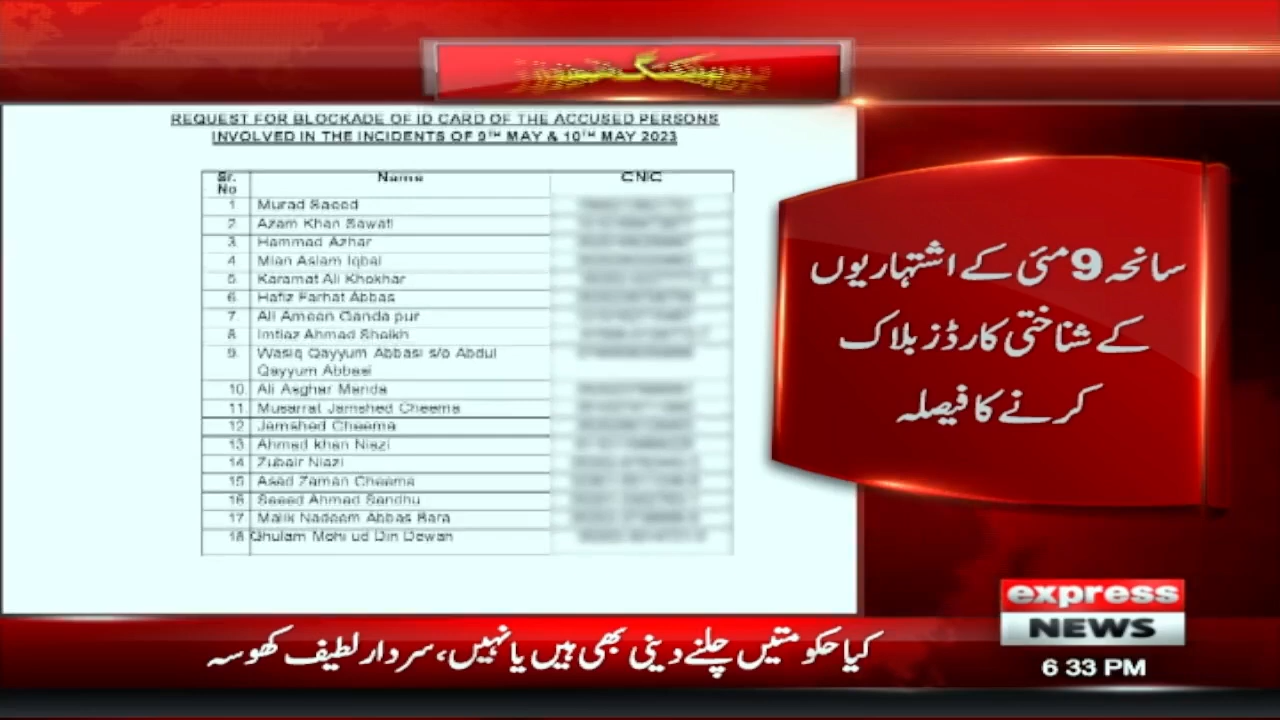 REQUEST FOR BLOCKADE OF ID CARD OF THE ACCUSED PERSONS
INVOLVED IN THE INCIDENTS OF 9TH MAY & 10TH MAY 2023
Sr. No Name CNIC
1. Murad Saeed
2. Azam Khan Sawati
3. Hammad Azhar
4. Mian Aslam Iqbal
5. Karamat Ali Khokhar
6. Hafiz Farhat Abbas
7. Ali Ameen Ganda pur
8. Imtiaz Ahmad Sheikh
9. Wasiq Qayyum Abbasi s/o Abdul
Qayyum Abbasi
10. Ali Asghar Manda
11. Musarrat Jamshed Cheema
12. Jamshed Cheema
13. Ahmad khan Niazi
14. Zubair Niazi
15. Asad Zaman Cheema
16. Saeed Ahmad Sandhu
17. Malik Nadeem Abbas Bara
18. Ghulam Mohi ud Din Dewan
سانحہ 9 مئی کے اشتہاریوں
کے شناختی کارڈز بلاک
کرنے کا فیصلہ
کیا حکومتیں چلنے دینی بھی ہیں یا نہیں، سردار لطیف کھوسہ
express
NEWS
6 33 PM